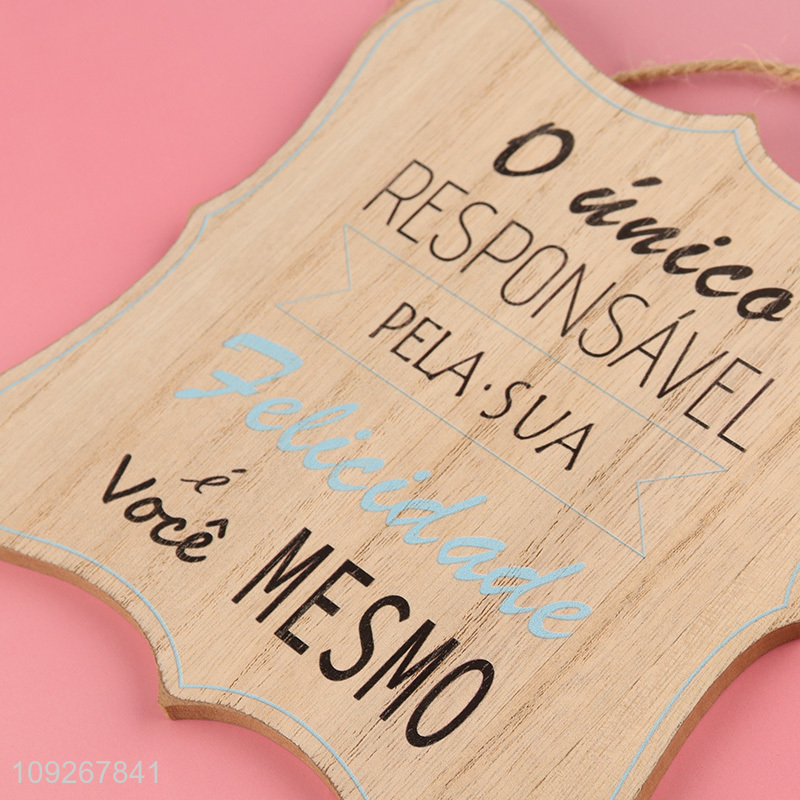 O único
RESPONSÁVEL
PELA·SUA
Felicidade
é
Você MESMO
109267841